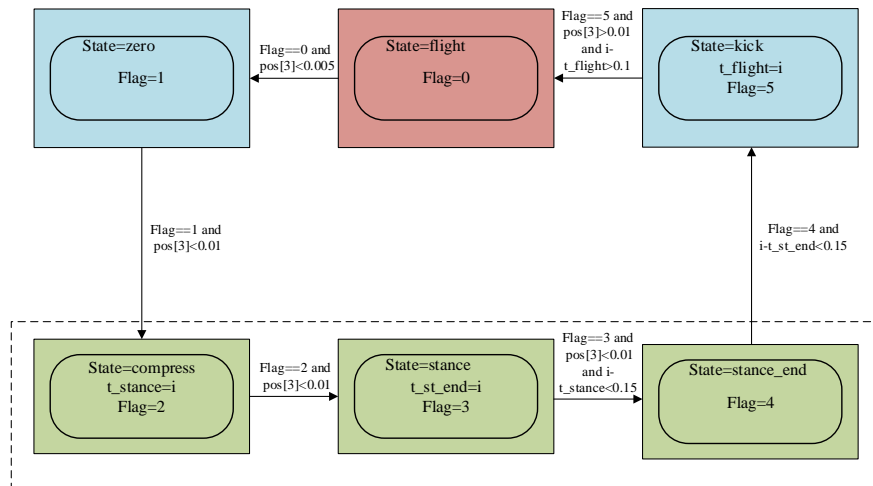 State=zero
Flag=1
Flag==0 and
pos[3]<0.005
State=flight
Flag=0
Flag==5 and
pos[3]>0.01
and i-
t_flight>0.1
State=kick
t_flight=i
Flag=5
Flag==1 and
pos[3]<0.01
Flag==4 and
i-t_st_end<0.15
State=compress
t_stance=i
Flag=2
Flag==2 and
pos[3]<0.01
State=stance
t_st_end=i
Flag=3
Flag==3 and
pos[3]<0.01
and i-
t_stance<0.15
State=stance_end
Flag=4